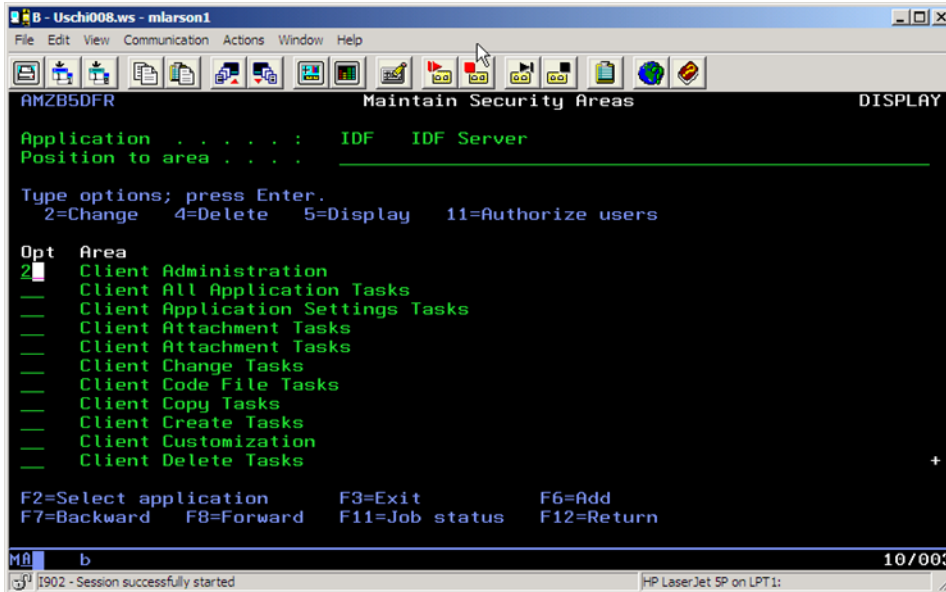 B - Uschi008.ws - mlarson1
File Edit View Communication Actions Window Help
AMZB5DFR Maintain Security Areas DISPLAY
Application . . . . . : IDF IDF Server
Position to area . . . .
Type options; press Enter.
2=Change 4=Delete 5=Display 11=Authorize users
Opt Area
2 Client Administration
Client All Application Tasks
Client Application Settings Tasks
Client Attachment Tasks
Client Attachment Tasks
Client Change Tasks
Client Code File Tasks
Client Copy Tasks
Client Create Tasks
Client Customization
Client Delete Tasks
+
F2=Select application F3=Exit F6=Add
F7=Backward F8=Forward F11=Job status F12=Return
MA b 10/003
I902 - Session successfully started HP LaserJet 5P on LPT1: